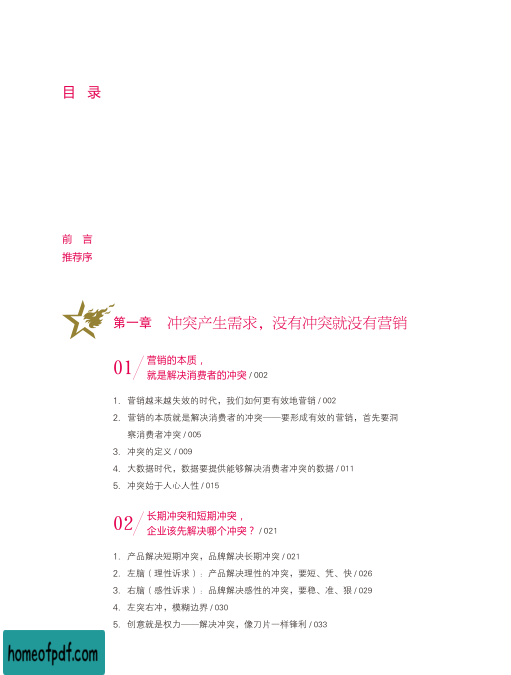 目 录
前 言
推荐序
第一章 冲突产生需求，没有冲突就没有营销
01 营销的本质，
就是解决消费者的冲突 / 002
1. 营销越来越失效的时代，我们如何更有效地营销 / 002
2. 营销的本质就是解决消费者的冲突——要形成有效的营销，首先要洞
察消费者冲突 / 005
3. 冲突的定义 / 009
4. 大数据时代，数据要提供能够解决消费者冲突的数据 / 011
5. 冲突始于人心人性 / 015
02 长期冲突和短期冲突，
企业该先解决哪个冲突？ / 021
1. 产品解决短期冲突，品牌解决长期冲突 / 021
2. 左脑（理性诉求）：产品解决理性的冲突，要短、凭、快 / 026
3. 右脑（感性诉求）：品牌解决感性的冲突，要稳、准、狠 / 029
4. 左突右冲，模糊边界 / 030
5. 创意就是权力——解决冲突，像刀片一样锋利 / 033
homeofpdf.com